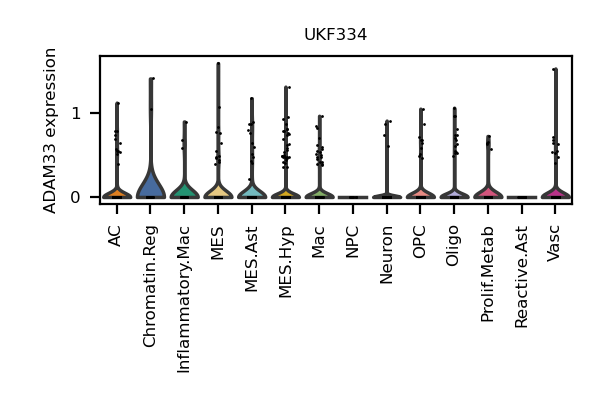 UKF334
ADAM33 expression
1
0
AC
Chromatin.Reg
Inflammatory.Mac
MES
MES.Ast
MES.Hyp
Mac
NPC
Neuron
OPC
Oligo
Prolif.Metab
Reactive.Ast
Vasc